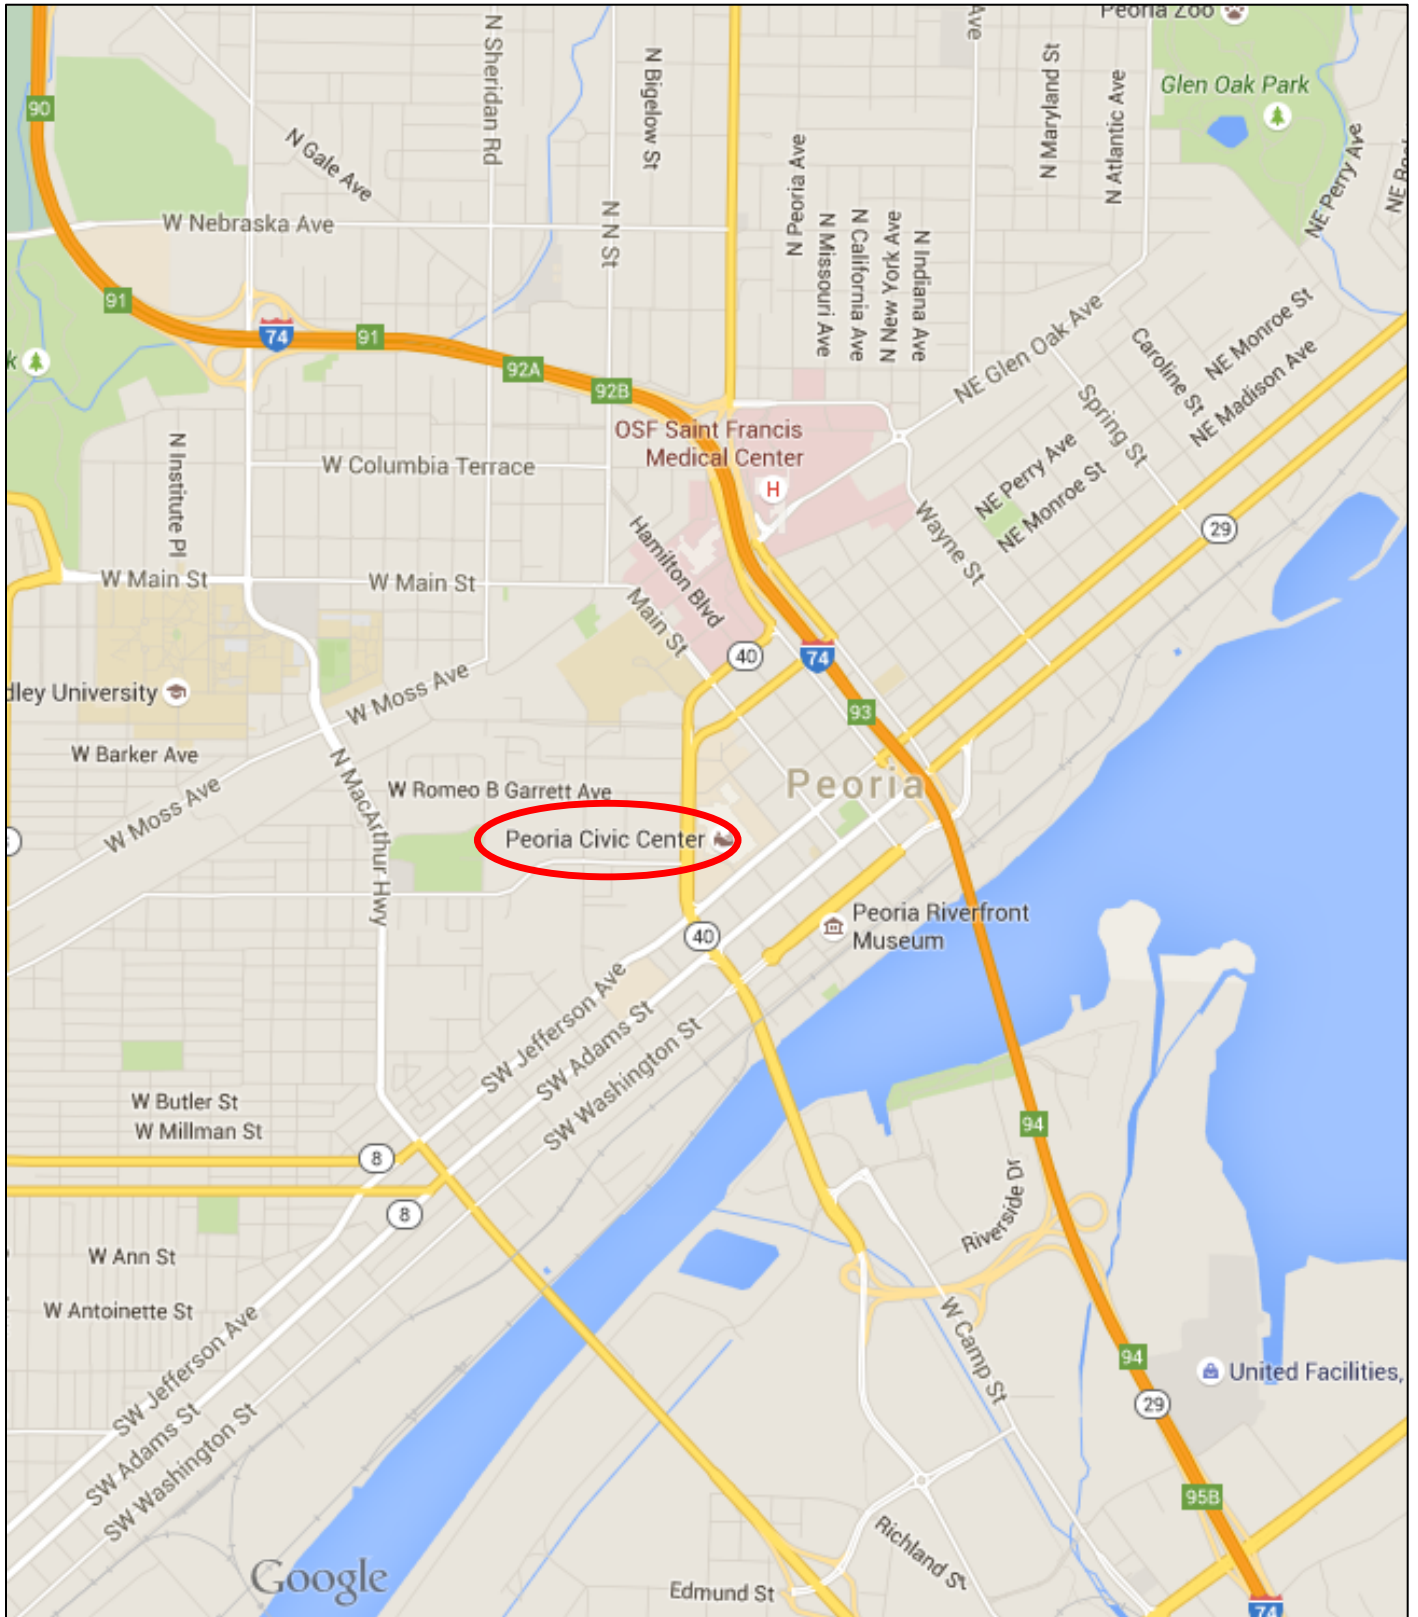 Peoria Zoo
Glen Oak Park
Ave
N Sheridan Rd
N Bigelow St
N Maryland St
N Atlantic Ave
NE Perry Ave
90
N Gale Ave
N Peoria Ave
N Missouri Ave
N California Ave
N New York Ave
N Indiana Ave
W Nebraska Ave
N N St
91
74
91
92A
92B
NE Glen Oak Ave
NE Monroe St
Caroline St
NE Madison Ave
Spring St
OSF Saint Francis
Medical Center
H
N Institute Pl
W Columbia Terrace
NE Perry Ave
NE Monroe St
Wayne St
29
Hamilton Blvd
W Main St
W Main St
Main St
40
74
dley University
W Moss Ave
93
W Barker Ave
N MacArthur Hwy
W Romeo B Garrett Ave
Peoria
W Moss Ave
Peoria Civic Center
Peoria Riverfront
Museum
40
SW Jefferson Ave
SW Adams St
SW Washington St
W Butler St
W Millman St
8
94
8
Riverside Dr
W Ann St
W Antoinette St
W Camp St
94
United Facilities,
29
SW Jefferson Ave
SW Adams St
SW Washington St
95B
Richland St
Google
Edmund St
74